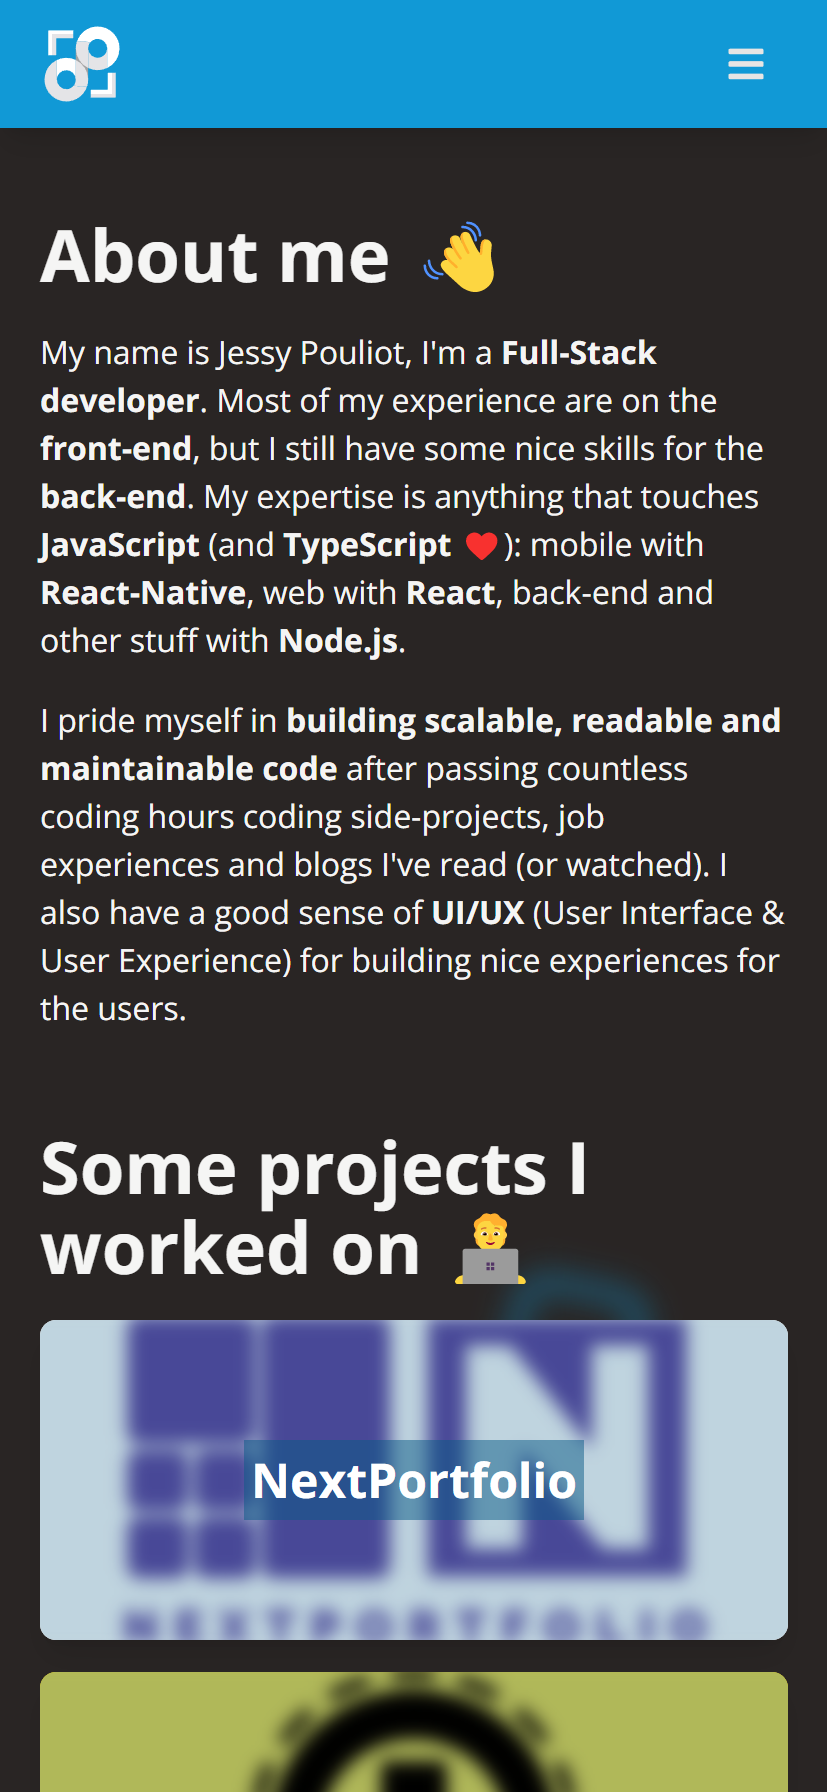 About me 👋
My name is Jessy Pouliot, I'm a Full-Stack
developer. Most of my experience are on the
front-end, but I still have some nice skills for the
back-end. My expertise is anything that touches
JavaScript (and TypeScript ❤️): mobile with
React-Native, web with React, back-end and
other stuff with Node.js.
I pride myself in building scalable, readable and
maintainable code after passing countless
coding hours coding side-projects, job
experiences and blogs I've read (or watched). I
also have a good sense of UI/UX (User Interface &
User Experience) for building nice experiences for
the users.
Some projects I
worked on 🧑‍💻
N
NextPortfolio
NEXTPORTFOLIO